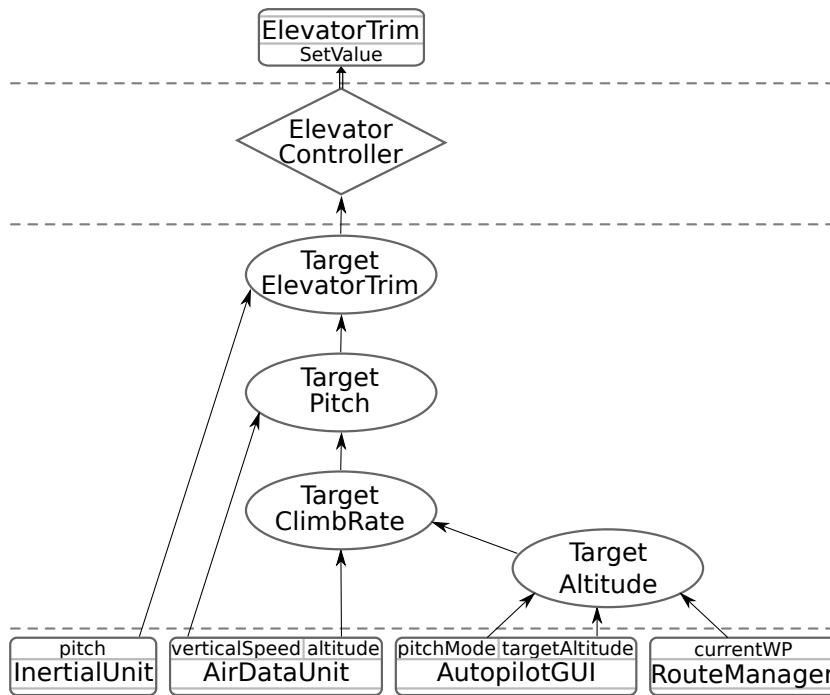 ElevatorTrim
SetValue
Elevator
Controller
Target
ElevatorTrim
Target
Pitch
Target
ClimbRate
Target
Altitude
pitch
InertialUnit
verticalSpeed altitude
AirDataUnit
pitchMode targetAltitude
AutopilotGUI
currentWP
RouteManager